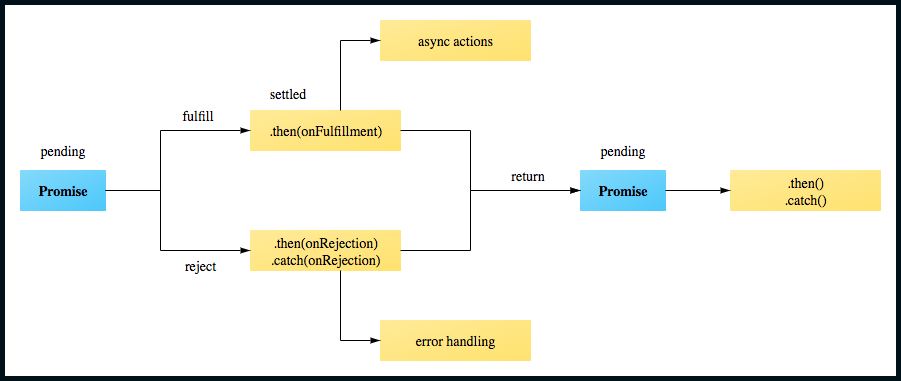 async actions
settled
fulfill
.then(onFulfillment)
pending
Promise
reject
.then(onRejection)
.catch(onRejection)
error handling
return
pending
Promise
.then()
.catch()